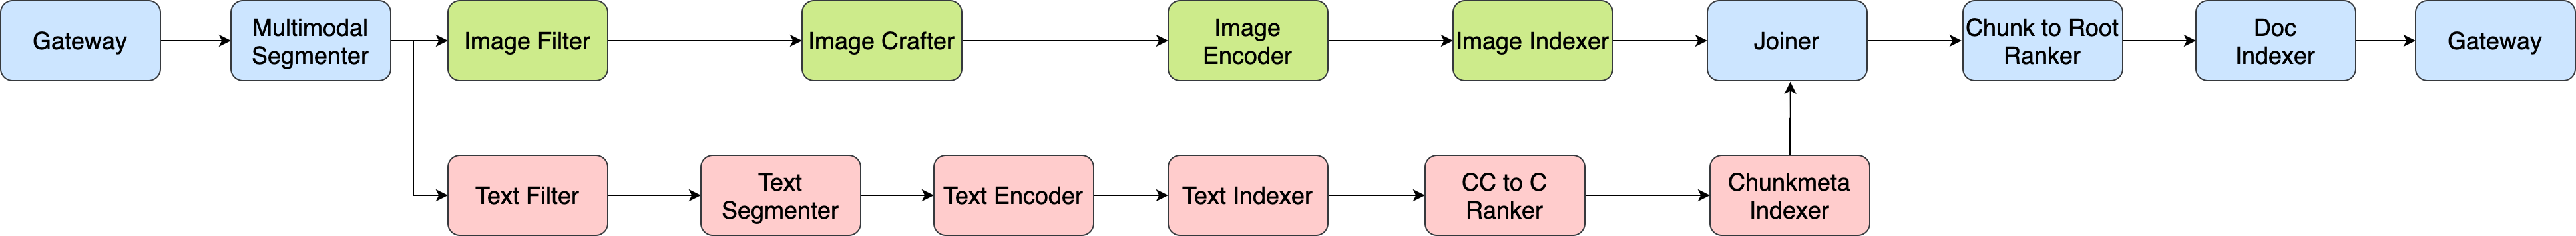 Gateway
Multimodal
Segmenter
Image Filter
Image Crafter
Image
Encoder
Image Indexer
Joiner
Chunk to Root
Ranker
Doc
Indexer
Gateway
Text Filter
Text
Segmenter
Text Encoder
Text Indexer
CC to C
Ranker
Chunkmeta
Indexer